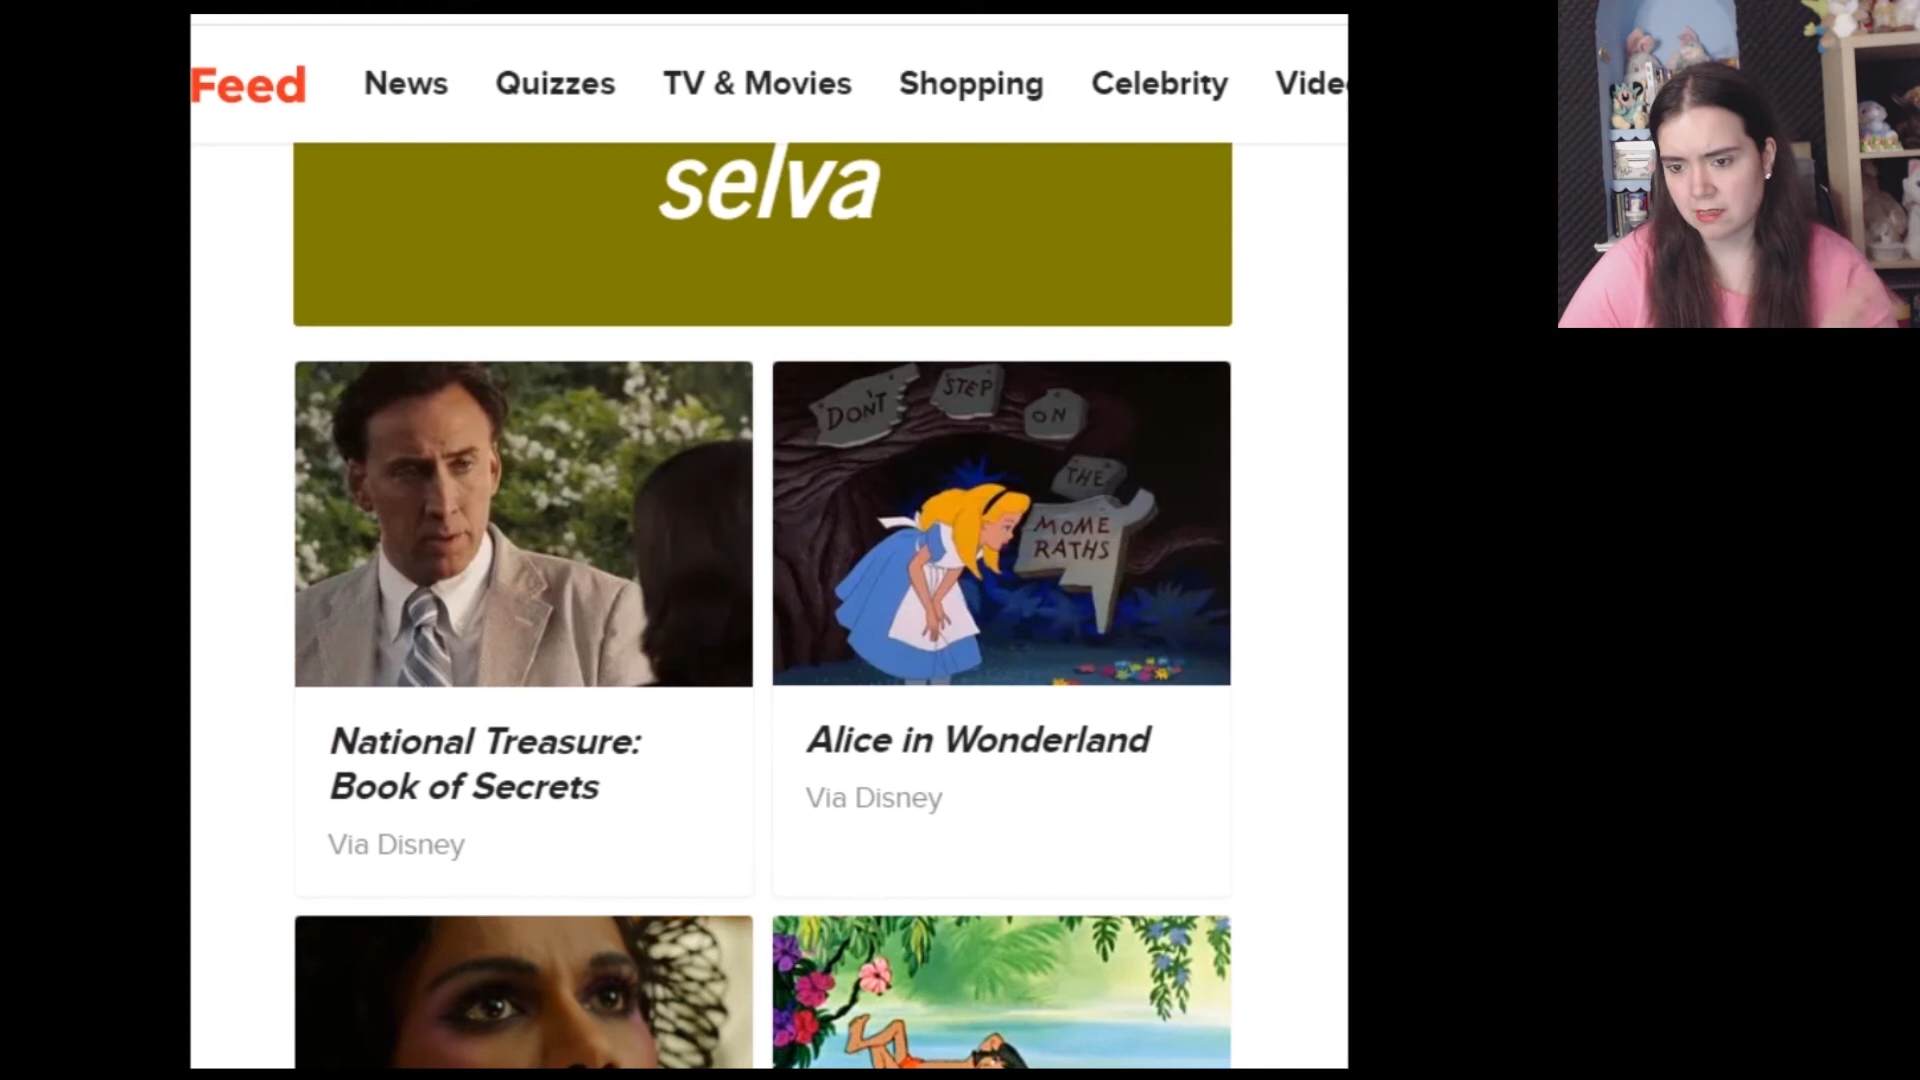 Feed News Quizzes TV & Movies Shopping Celebrity Vide
selva
DON'T STEP ON
THE
MOME
RATHS
National Treasure:
Book of Secrets
Via Disney
Alice in Wonderland
Via Disney